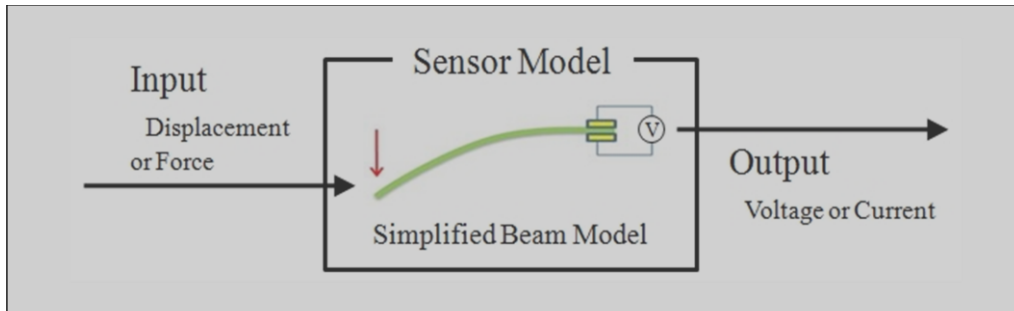 Sensor Model
Input
Displacement
or Force
V
Simplified Beam Model
Output
Voltage or Current